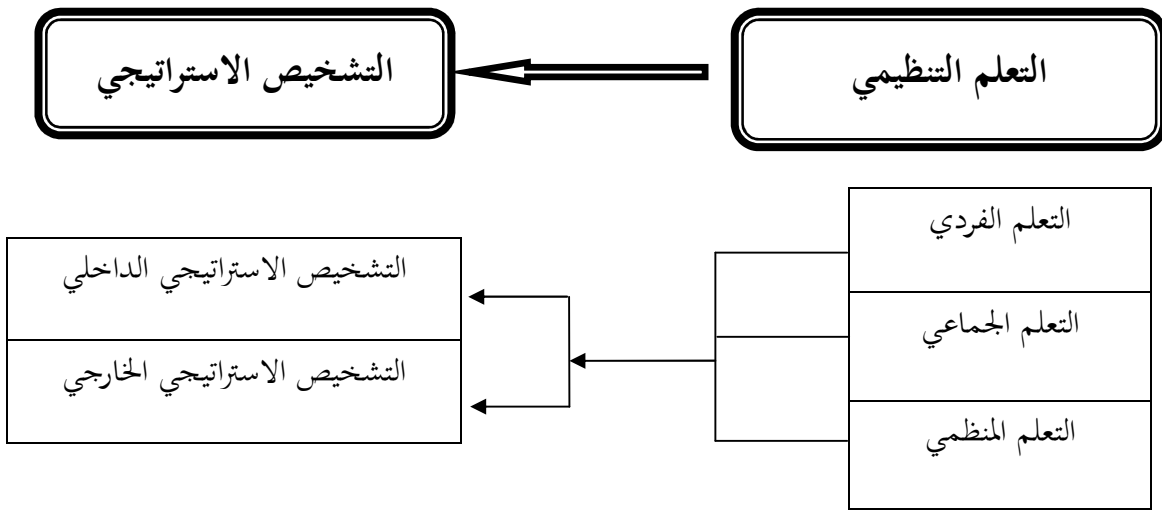 التعلم التنظيمي
التشخيص الاستراتيجي
التعلم الفردي
التعلم الجماعي
التعلم المنظمي
التشخيص الاستراتيجي الداخلي
التشخيص الاستراتيجي الخارجي